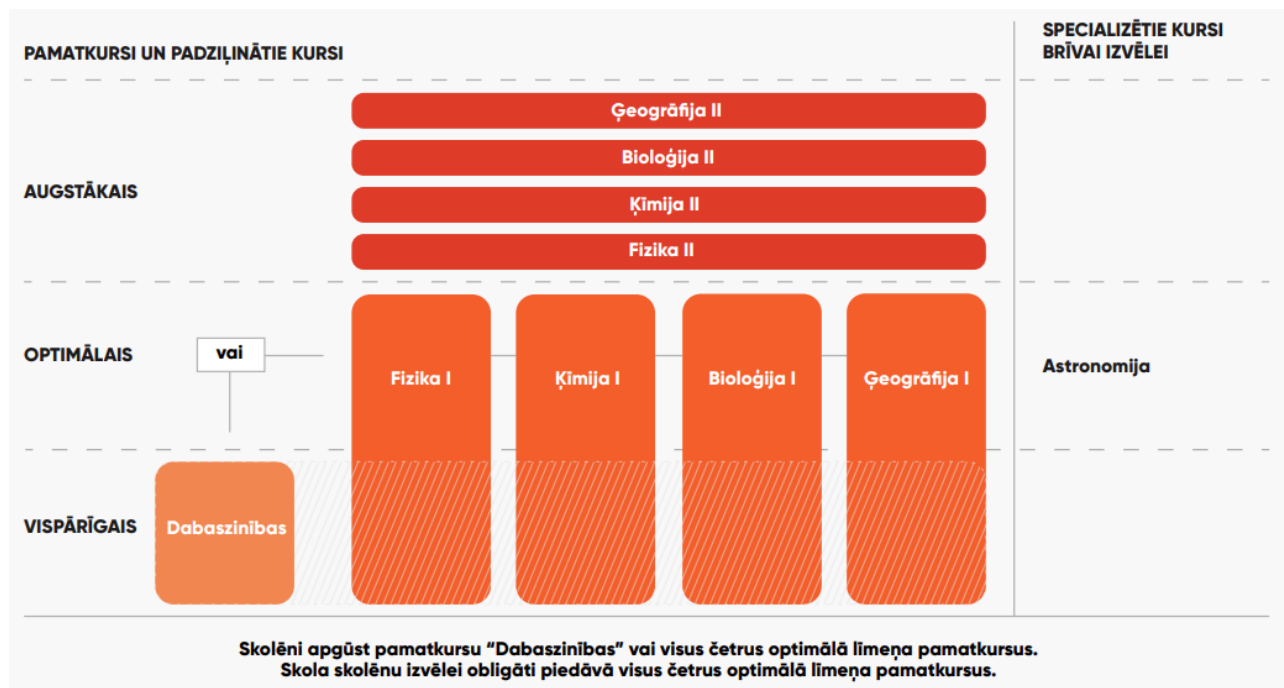 PAMATKURSI UN PADZIĻINĀTIE KURSI
SPECIALIZĒTIE KURSI
BRĪVAI IZVĒLEI
AUGSTĀKAIS
Ģeogrāfija II
Bioloģija II
Ķīmija II
Fizika II
OPTIMĀLAIS
vai
Fizika I
Ķīmija I
Bioloģija I
Ģeogrāfija I
Astronomija
VISPĀRĪGAIS
Dabaszinības
Skolēni apgūst pamatkursu “Dabaszinības” vai visus četrus optimālā līmeņa pamatkursus.
Skola skolēnu izvēlei obligāti piedāvā visus četrus optimālā līmeņa pamatkursus.